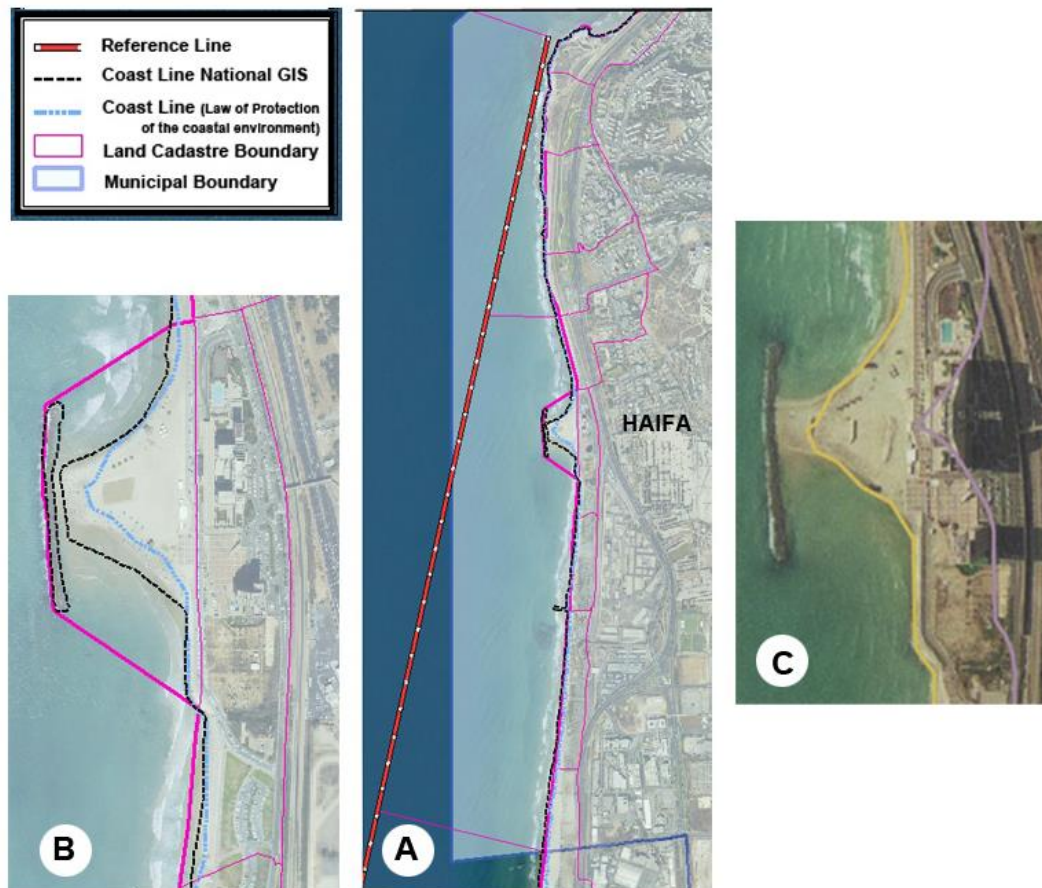 Reference Line
Coast Line National GIS
Coast Line (Law of Protection
of the coastal environment)
Land Cadastre Boundary
Municipal Boundary
HAIFA
B
A
C